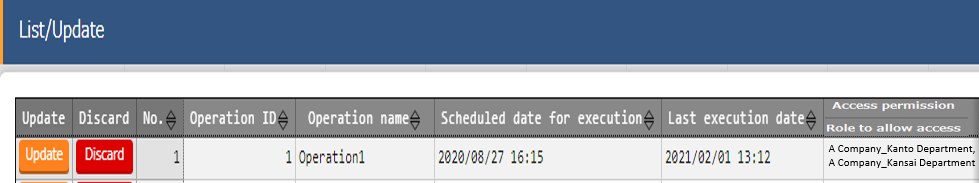 List/Update
Access permission
Update Discard No. Operation ID Operation name Scheduled date for execution Last execution date
Role to allow access
Update Discard 1 1 Operation1 2020/08/27 16:15 2021/02/01 13:12 A Company_Kanto Department,
A Company_Kansai Department